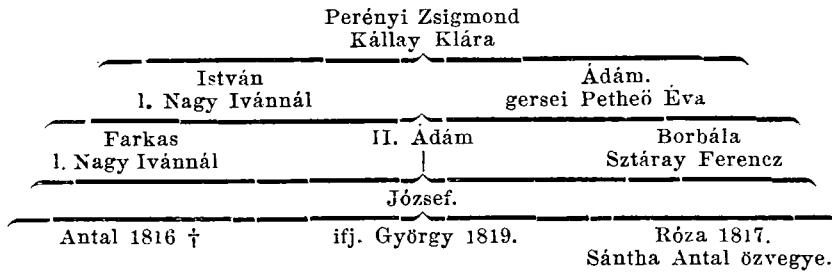 Perényi Zsigmond
Kállay Klára
István Ádám.
l. Nagy Ivánnál gersei Petheö Éva
Farkas II. Ádám Borbála
l. Nagy Ivánnál Sztáray Ferencz
József.
Antal 1816 † ifj. György 1819. Róza 1817.
Sántha Antal özvegye.